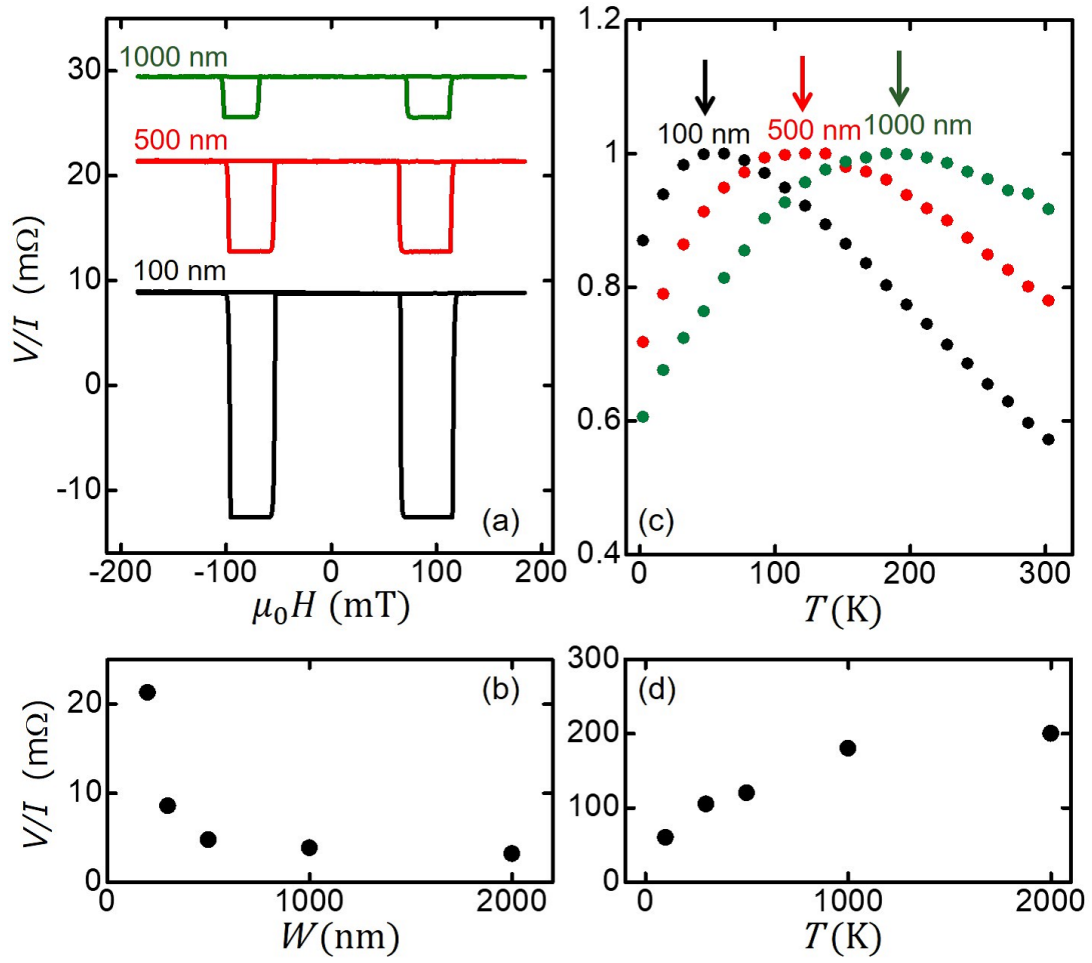 1000 nm
500 nm
100 nm
30
20
10
0
-10
V/I (mΩ)
(a)
-200 -100 0 100 200
μ₀H (mT)
1.2
1
0.8
0.6
0.4
100 nm 500 nm 1000 nm
(c)
0 100 200 300
T(K)
20
10
0
V/I (mΩ)
(b)
0 1000 2000
W(nm)
300
200
100
0
(d)
0 1000 2000
T(K)